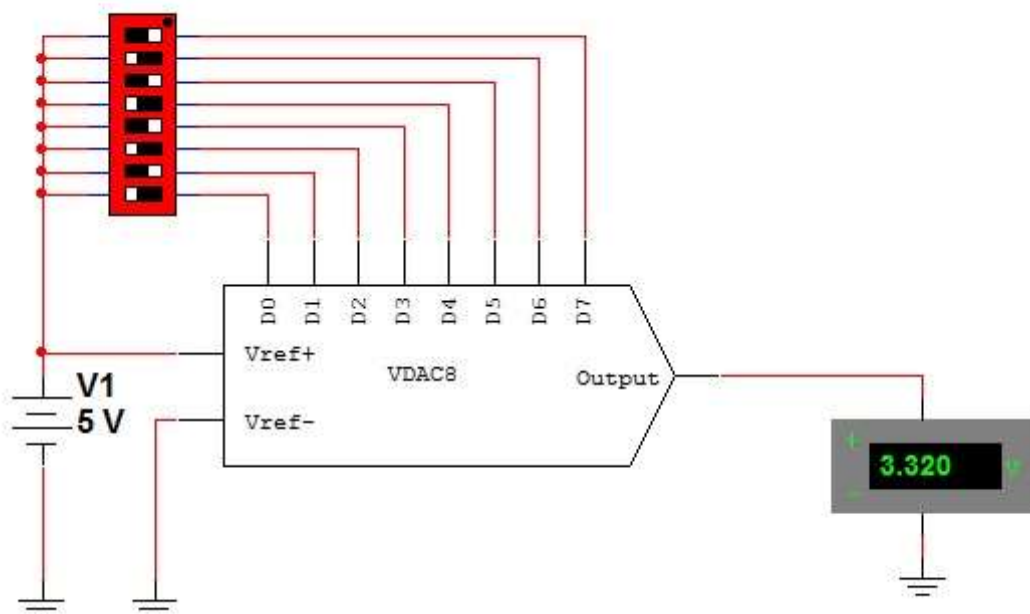 D0 D1 D2 D3 D4 D5 D6 D7
Vref+
VDAC8
Output
Vref-
V1
5 V
+
3.320
-